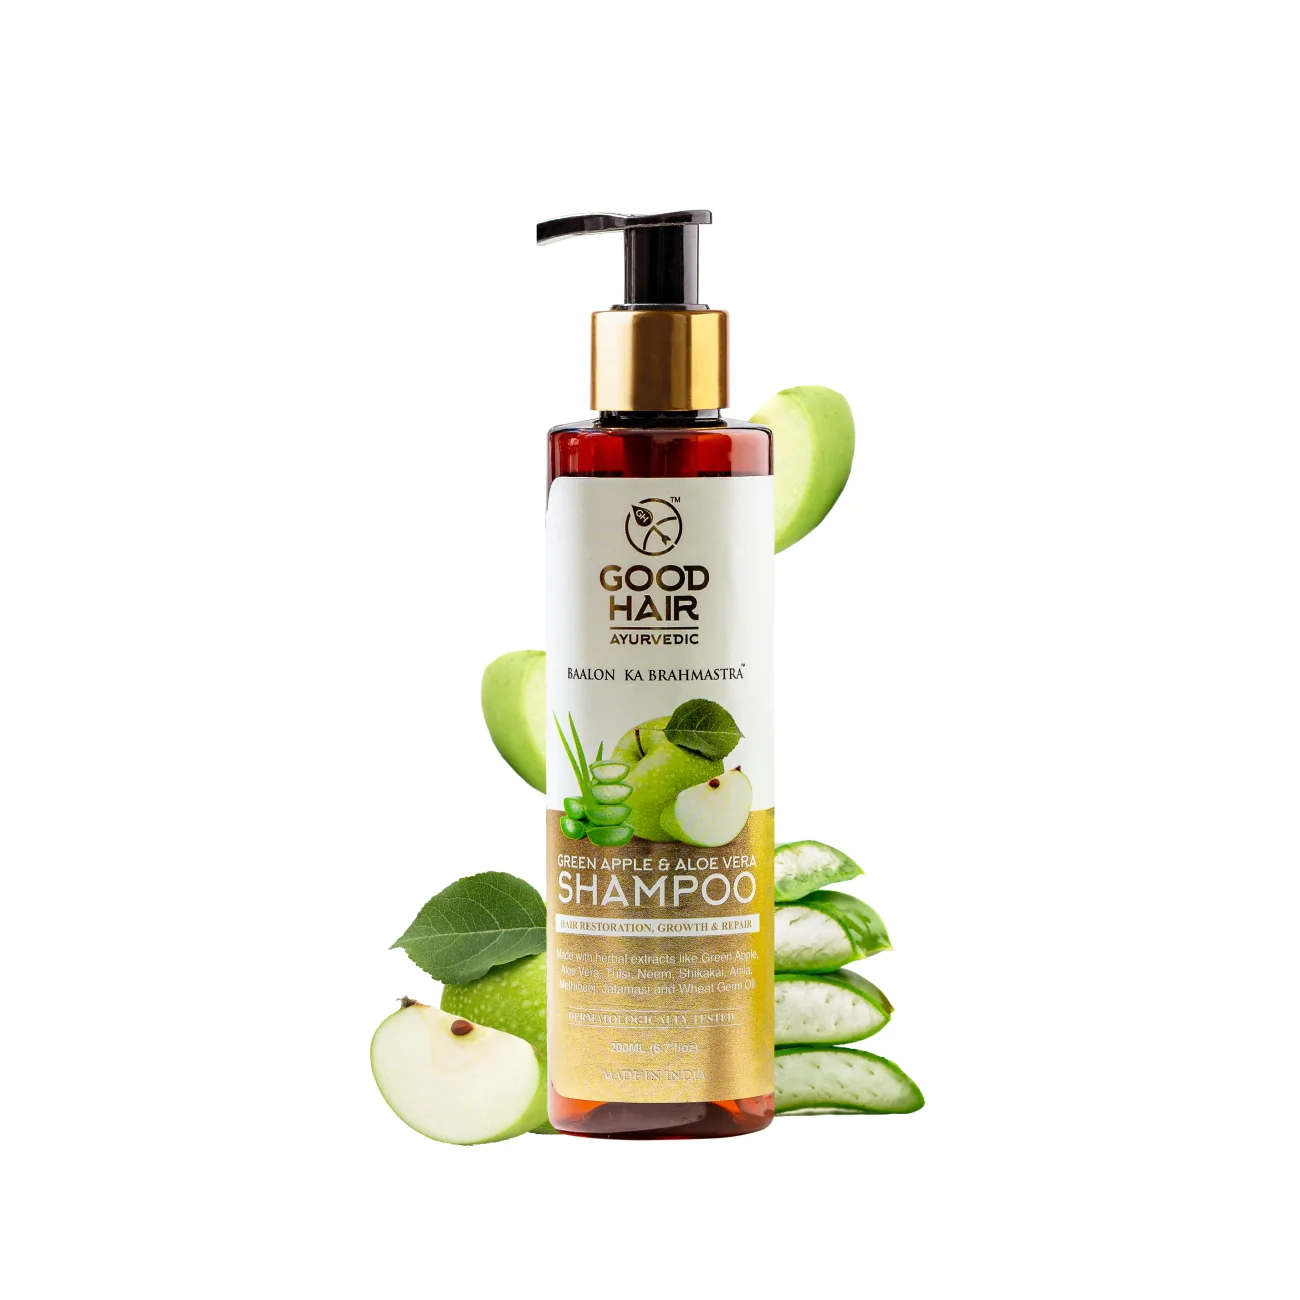 TM
GH
GOOD
HAIR
AYURVEDIC
BAALON KA BRAHMASTRA™
GREEN APPLE & ALOE VERA
SHAMPOO
HAIR RESTORATION, GROWTH & REPAIR
Made with herbal extracts like Green Apple,
Aloe Vera, Tulsi, Neem, Shikakai, Amla,
Methibeej, Jatamasi and Wheat Germ Oil
DERMATOLOGICALLY TESTED
200ML (6.7 floz)
MADE IN INDIA